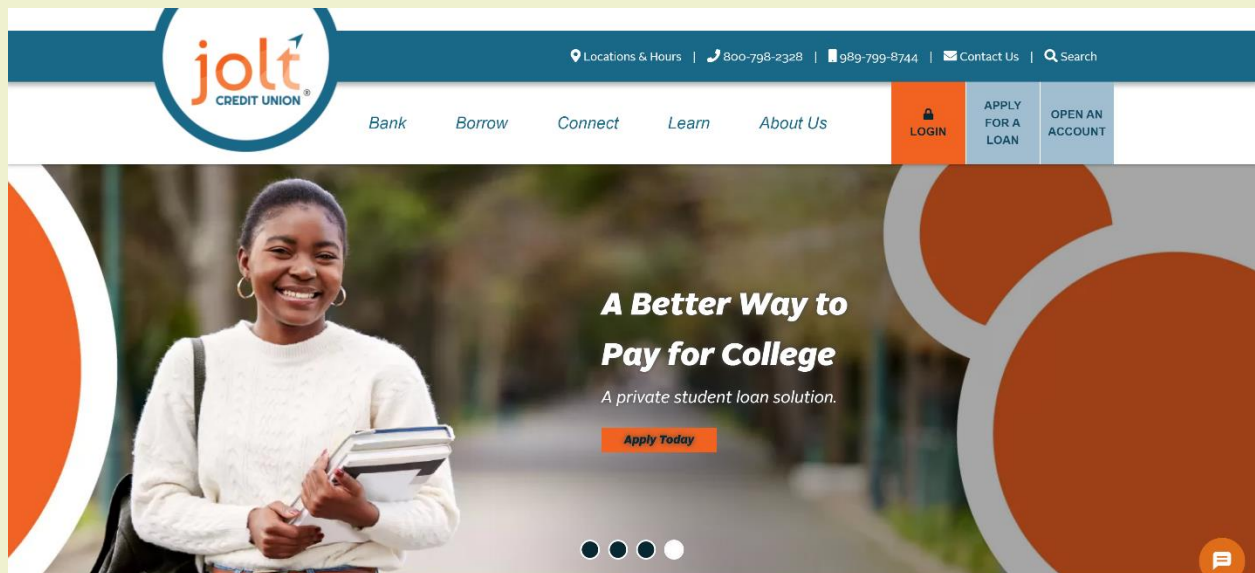 jolt
CREDIT UNION®
Locations & Hours | 800-798-2328 | 989-799-8744 | Contact Us | Search
Bank Borrow Connect Learn About Us
LOGIN
APPLY
FOR A
LOAN
OPEN AN
ACCOUNT
A Better Way to
Pay for College
A private student loan solution.
Apply Today